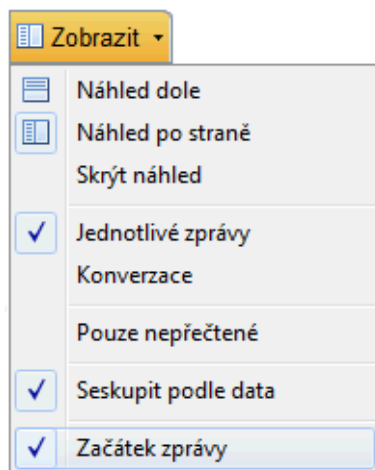 Zobrazit
Náhled dole
Náhled po straně
Skrýt náhled
Jednotlivé zprávy
Konverzace
Pouze nepřečtené
Seskupit podle data
Začátek zprávy